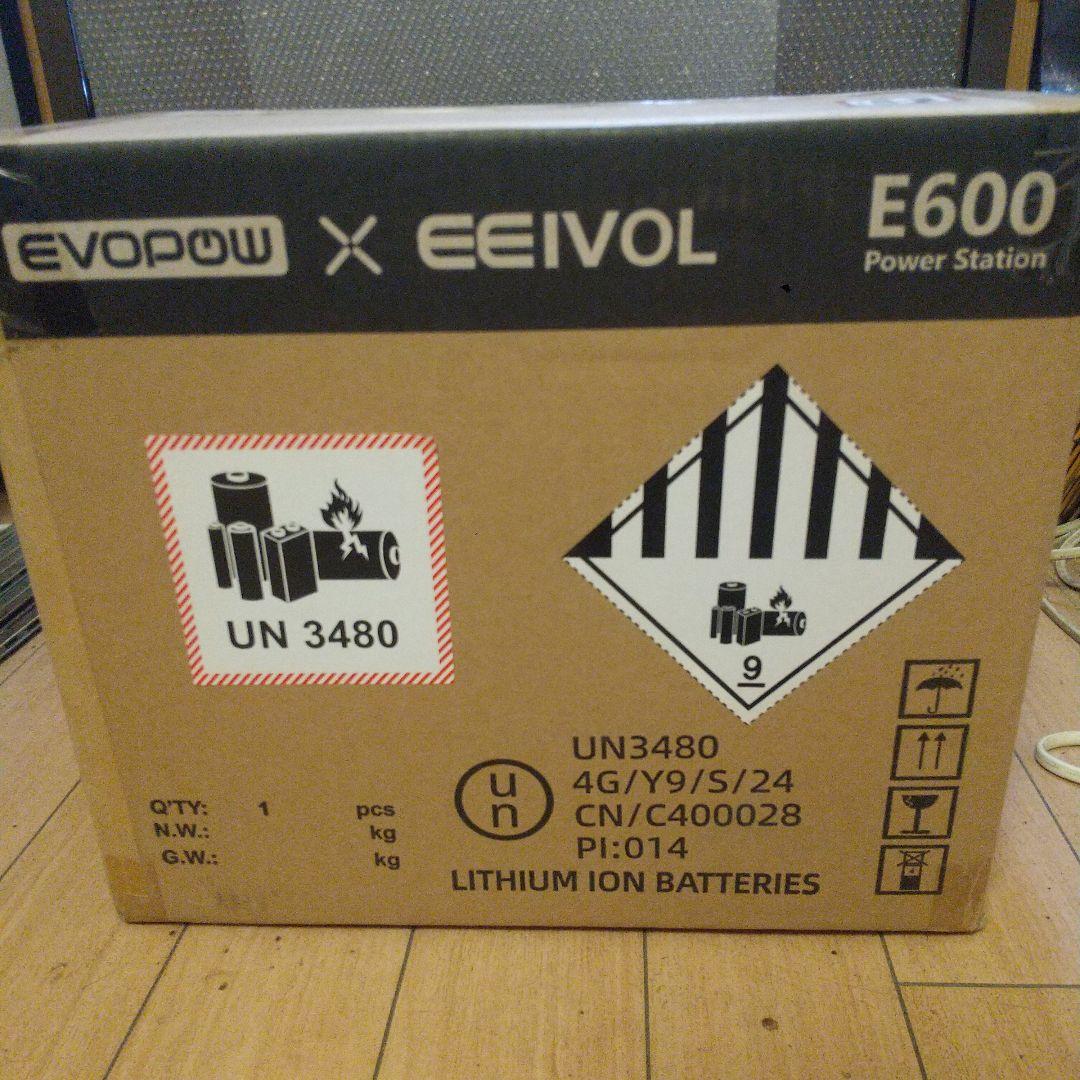 EVOPOW X EEIVOL
E600
Power Station
UN 3480
9
UN3480
4G/Y9/S/24
CN/C400028
PI:014
LITHIUM ION BATTERIES
un
Q'TY: 1 pcs
N.W.: kg
G.W.: kg